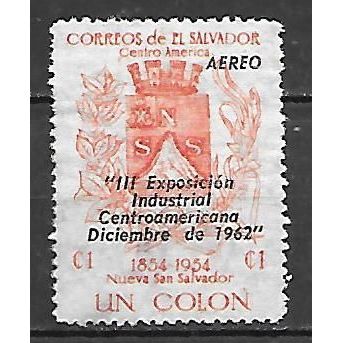 CORREOS de EL SALVADOR
Centro America
AEREO
N
S S
"III Exposición
Industrial
Centroamericana
Diciembre de 1962"
₡1 1854-1954 ₡1
Nueva San Salvador
UN COLON